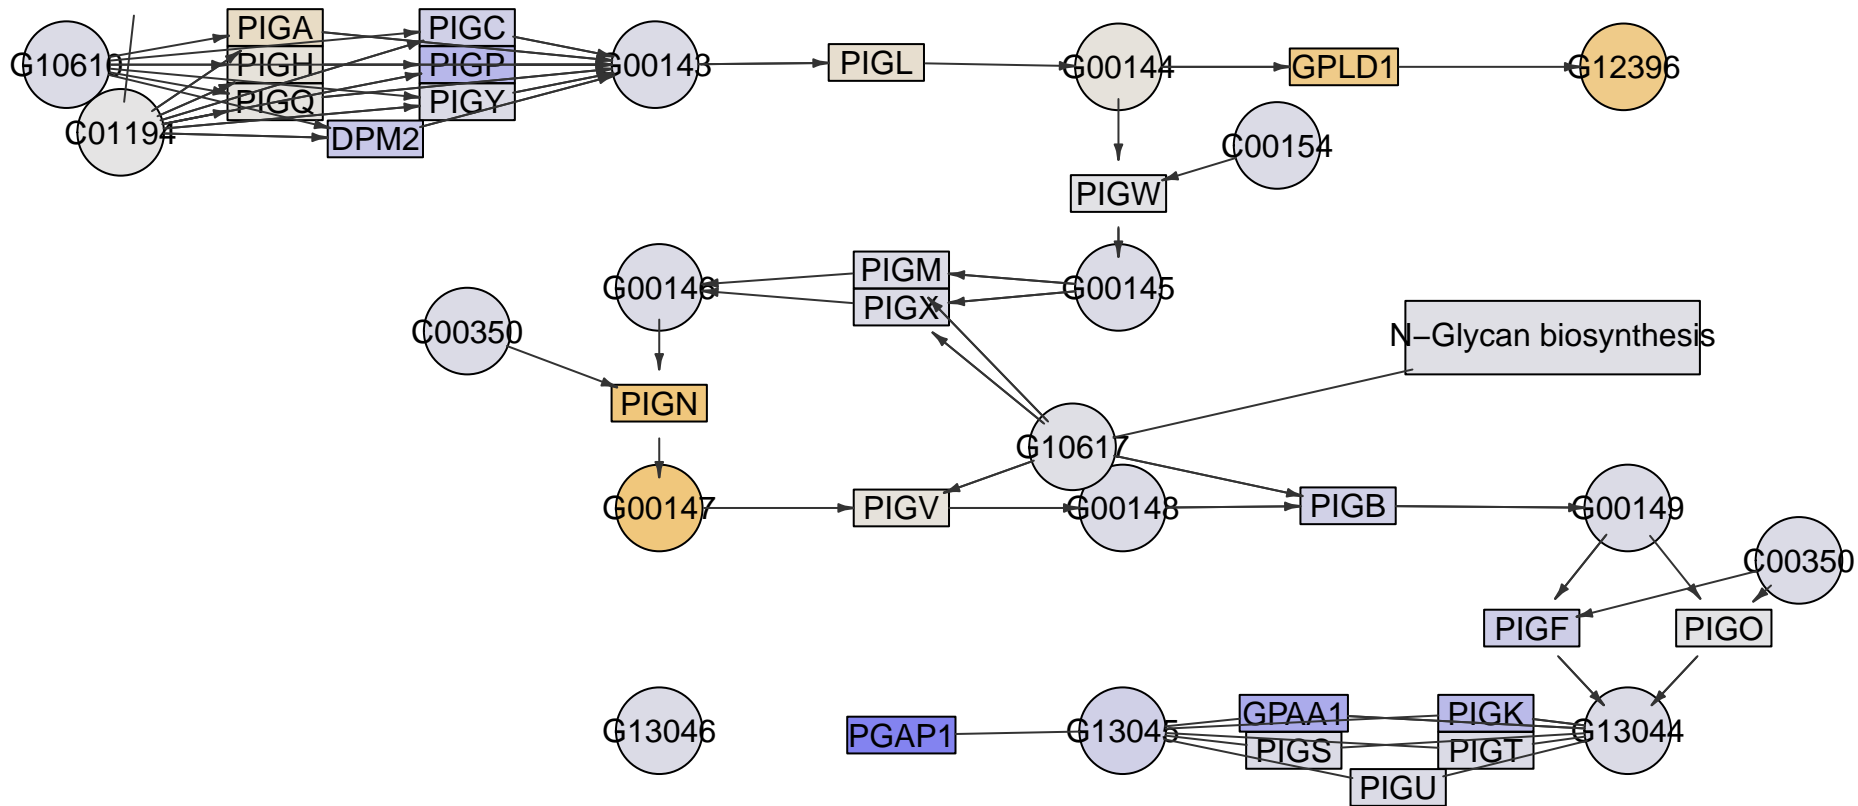 PIGA
PIGC
G10610
PIGH
PIGP
G00143
PIGL
G00144
GPLD1
G12396
PIGQ
PIGY
C01194
DPM2
C00154
PIGW
PIGM
G00146
PIGX
G00145
C00350
N–Glycan biosynthesis
PIGN
G10617
G00147
PIGV
G00148
PIGB
G00149
C00350
PIGF
PIGO
G13046
PGAP1
G13045
GPAA1
PIGK
G13044
PIGS
PIGT
PIGU